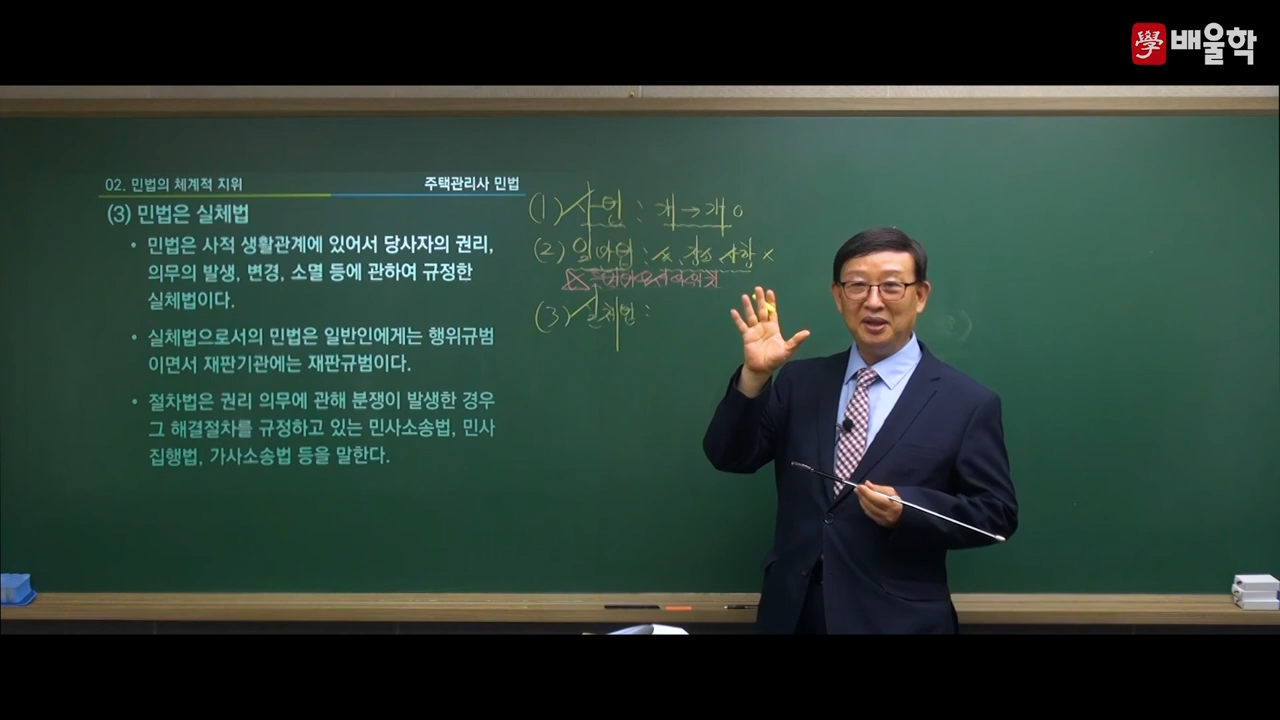 學 배울학
02. 민법의 체계적 지위
주택관리사 민법
(3) 민법은 실체법
• 민법은 사적 생활관계에 있어서 당사자의 권리,
의무의 발생, 변경, 소멸 등에 관하여 규정한
실체법이다.
• 실체법으로서의 민법은 일반인에게는 행위규범
이면서 재판기관에는 재판규범이다.
• 절차법은 권리 의무에 관해 분쟁이 발생한 경우
그 해결절차를 규정하고 있는 민사소송법, 민사
집행법, 가사소송법 등을 말한다.
(1) 사법 : 개→개 o
(2) 일반법 : 人, 장소, 사항 x
(3) 실체법 :